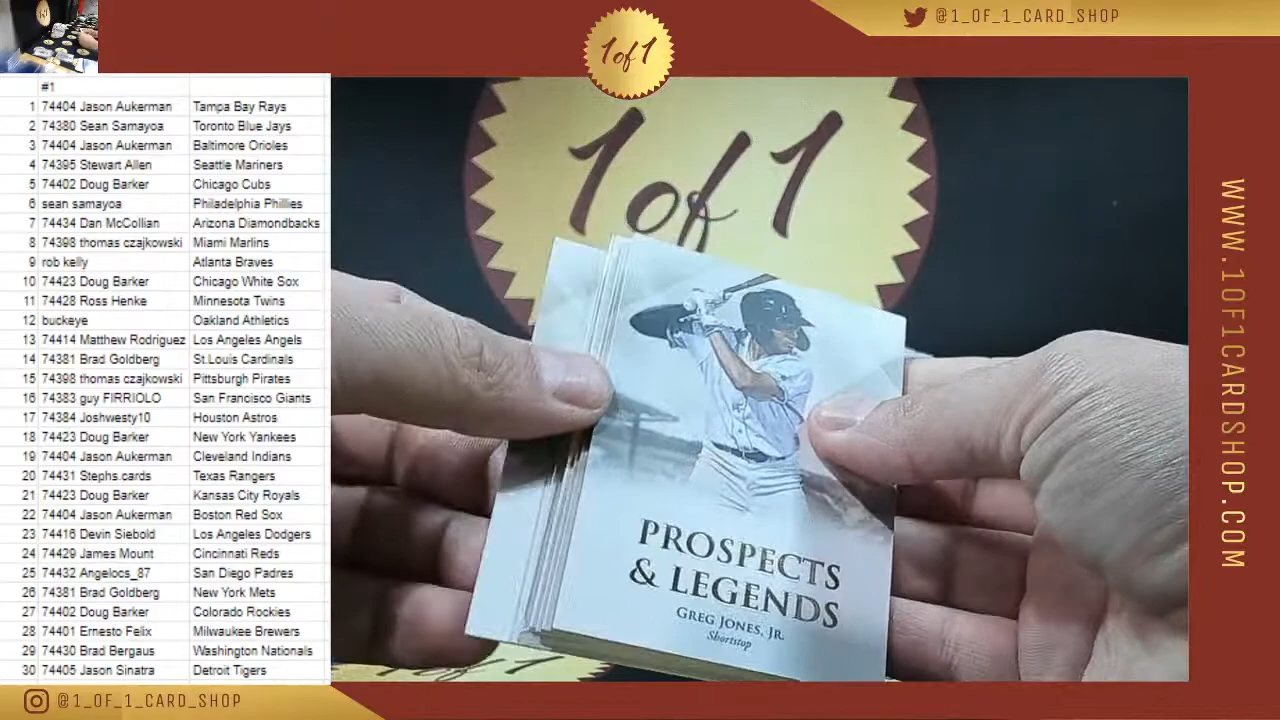 @1_OF_1_CARD_SHOP
1of1
#1
1 74404 Jason Aukerman Tampa Bay Rays
2 74380 Sean Samayoa Toronto Blue Jays
3 74404 Jason Aukerman Baltimore Orioles
4 74395 Stewart Allen Seattle Mariners
5 74402 Doug Barker Chicago Cubs
6 sean samayoa Philadelphia Phillies
7 74434 Dan McCollian Arizona Diamondbacks
8 74398 thomas czajkowski Miami Marlins
9 rob kelly Atlanta Braves
10 74423 Doug Barker Chicago White Sox
11 74428 Ross Henke Minnesota Twins
12 buckeye Oakland Athletics
13 74414 Matthew Rodriguez Los Angeles Angels
14 74381 Brad Goldberg St.Louis Cardinals
15 74398 thomas czajkowski Pittsburgh Pirates
16 74383 guy FIRRIOLO San Francisco Giants
17 74384 Joshwesty10 Houston Astros
18 74423 Doug Barker New York Yankees
19 74404 Jason Aukerman Cleveland Indians
20 74431 Stephs.cards Texas Rangers
21 74423 Doug Barker Kansas City Royals
22 74404 Jason Aukerman Boston Red Sox
23 74416 Devin Siebold Los Angeles Dodgers
24 74429 James Mount Cincinnati Reds
25 74432 Angelocs_87 San Diego Padres
26 74381 Brad Goldberg New York Mets
27 74402 Doug Barker Colorado Rockies
28 74401 Ernesto Felix Milwaukee Brewers
29 74430 Brad Bergaus Washington Nationals
30 74405 Jason Sinatra Detroit Tigers
1 of 1
PROSPECTS
& LEGENDS
GREG JONES, JR.
Shortstop
WWW.1OF1CARDSHOP.COM
@1_OF_1_CARD_SHOP